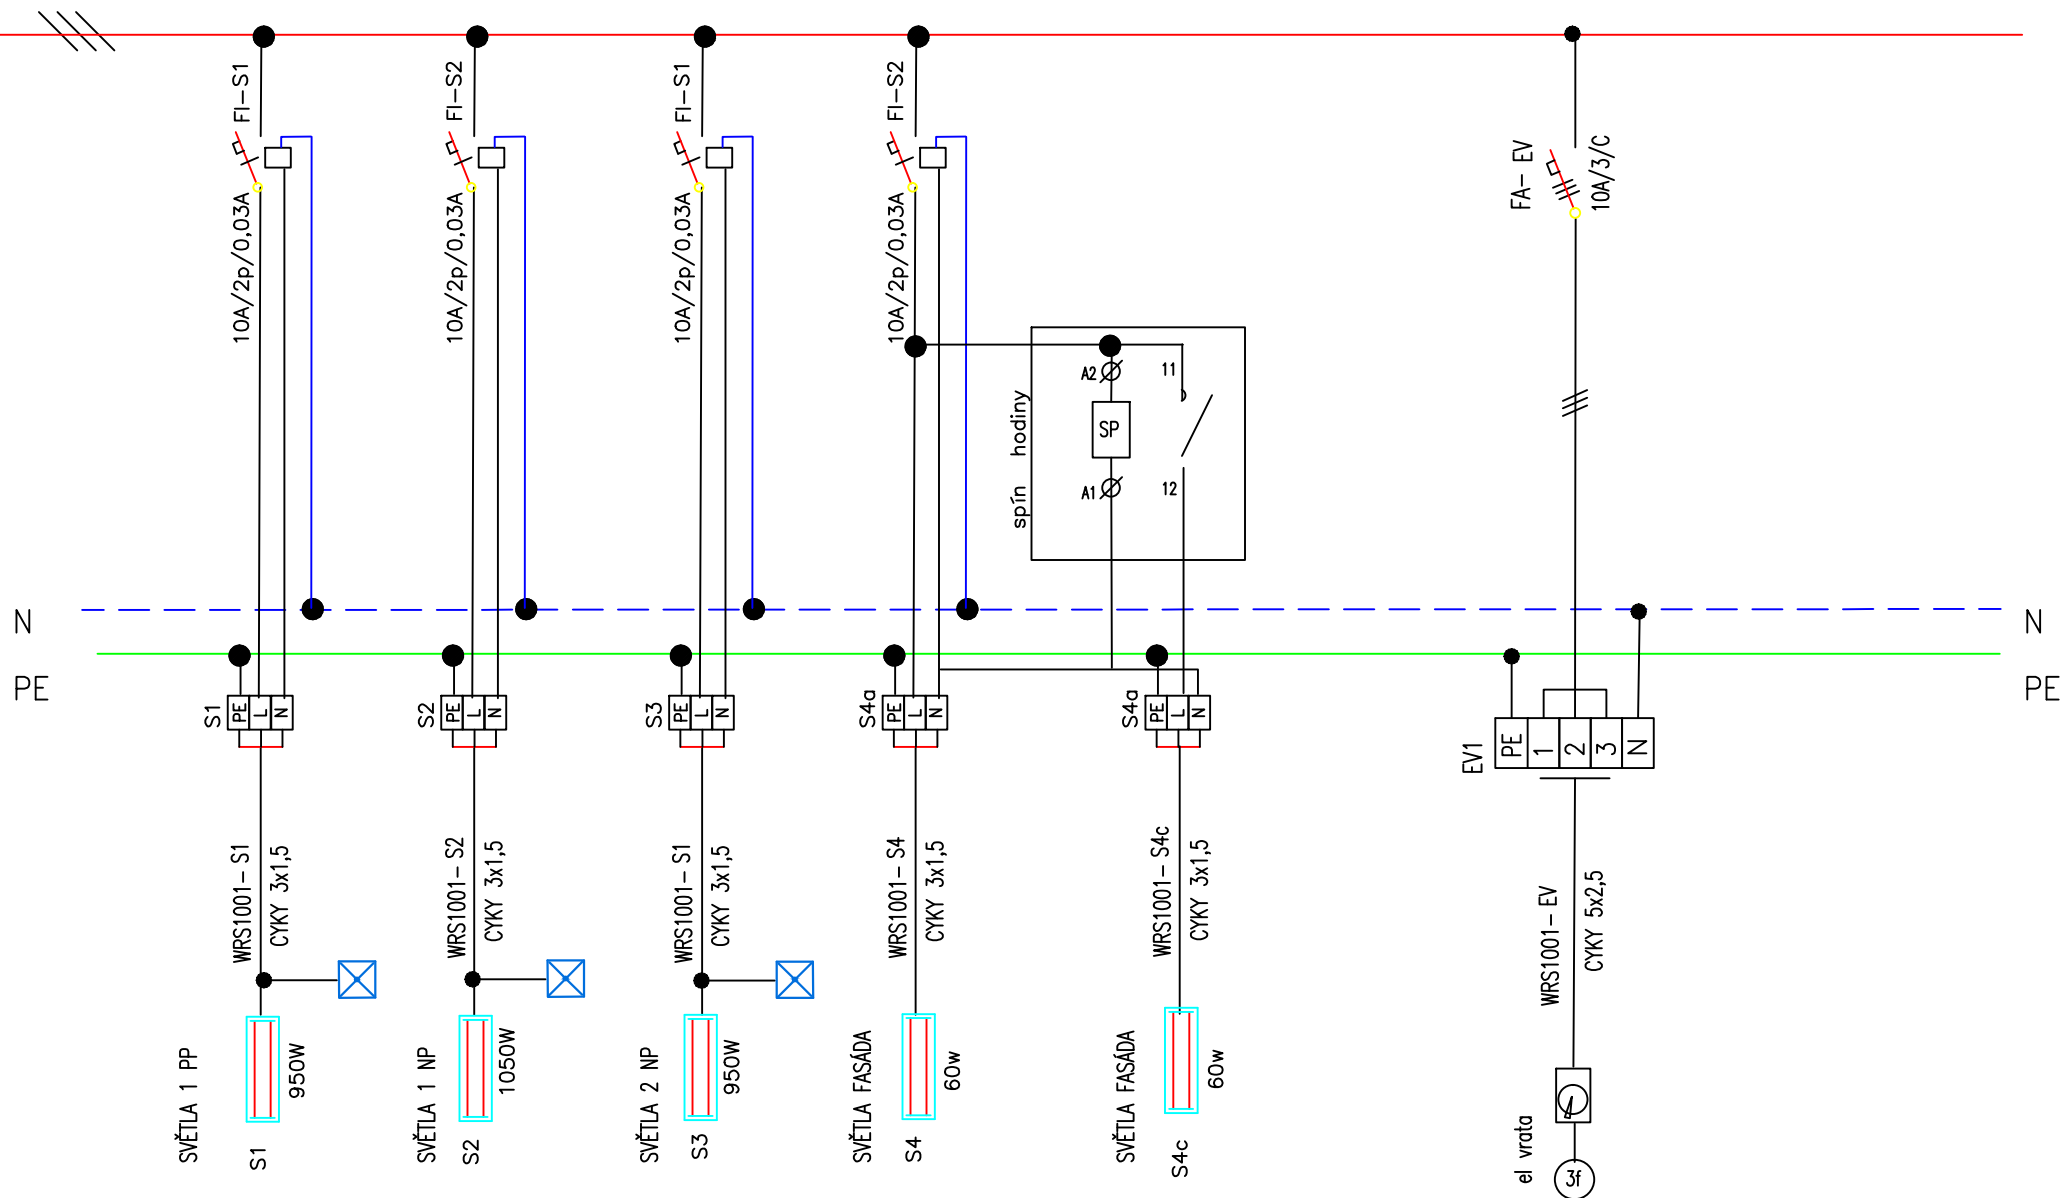 FI-S1
10A/2p/0,03A
FI-S2
10A/2p/0,03A
FI-S1
10A/2p/0,03A
FI-S2
10A/2p/0,03A
FA- EV
10A/3/C
spín hodiny
A2
11
SP
A1
12
N
N
PE
PE
S1
PE L N
S2
PE L N
S3
PE L N
S4a
PE L N
S4a
PE L N
EV1
PE 1 2 3 N
WRS1001- S1
CYKY 3x1,5
WRS1001- S2
CYKY 3x1,5
WRS1001- S1
CYKY 3x1,5
WRS1001- S4
CYKY 3x1,5
WRS1001- S4c
CYKY 3x1,5
WRS1001- EV
CYKY 5x2,5
SVĚTLA 1 PP
950W
S1
SVĚTLA 1 NP
1050W
S2
SVĚTLA 2 NP
950W
S3
SVĚTLA FASÁDA
60w
S4
SVĚTLA FASÁDA
60w
S4c
el vrata
3f